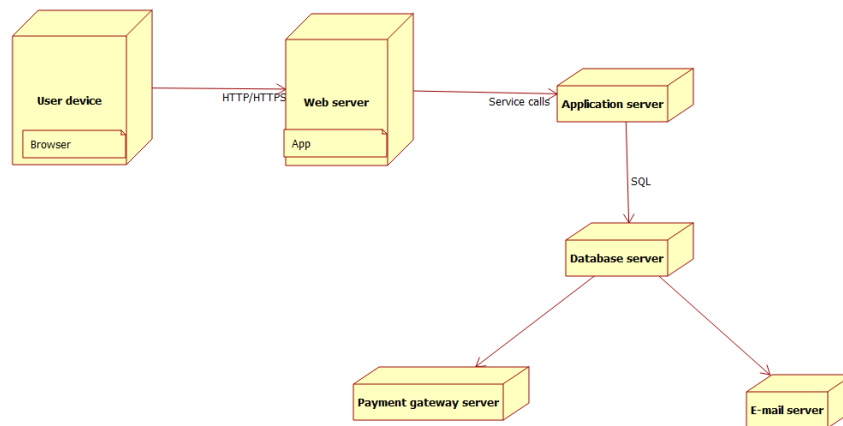 User device
Browser
HTTP/HTTPS
Web server
App
Service calls
Application server
SQL
Database server
Payment gateway server
E-mail server